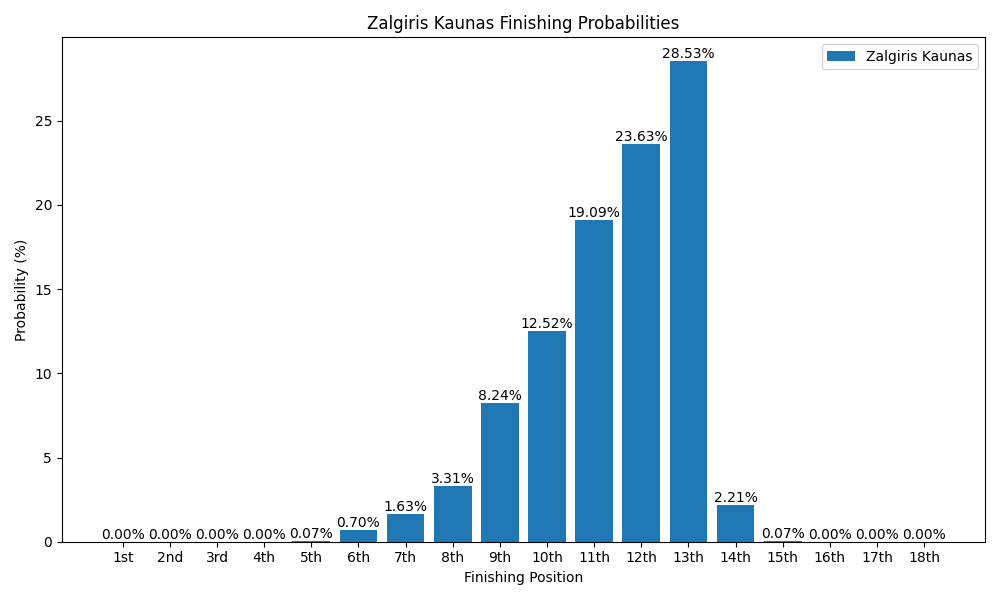 Zalgiris Kaunas Finishing Probabilities
Zalgiris Kaunas
28.53%
23.63%
19.09%
12.52%
8.24%
3.31%
1.63%
0.70%
2.21%
0.00% 0.00% 0.00% 0.00% 0.07%
0.07% 0.00% 0.00% 0.00%
25
20
15
10
5
0
Probability (%)
1st 2nd 3rd 4th 5th 6th 7th 8th 9th 10th 11th 12th 13th 14th 15th 16th 17th 18th
Finishing Position